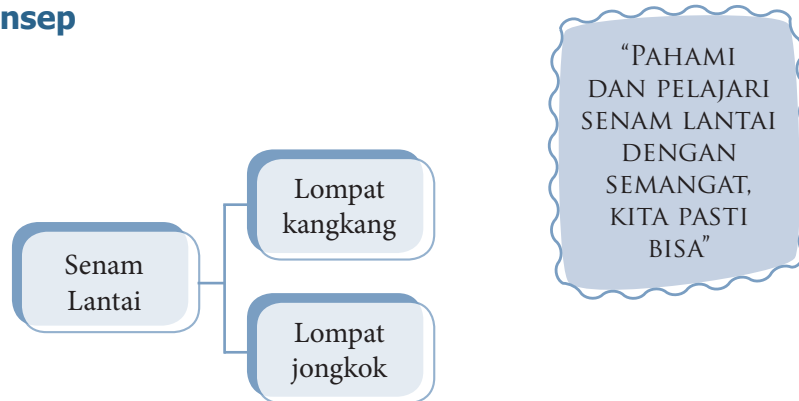 nsep
“PAHAMI
DAN PELAJARI
SENAM LANTAI
DENGAN
SEMANGAT,
KITA PASTI
BISA”
Lompat
kangkang
Senam
Lantai
Lompat
jongkok